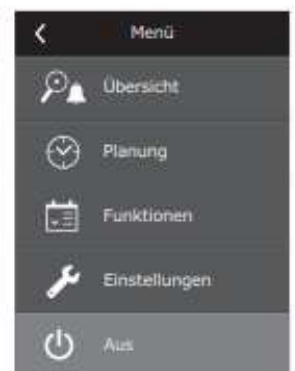 Menü
Übersicht
Planung
Funktionen
Einstellungen
Aus